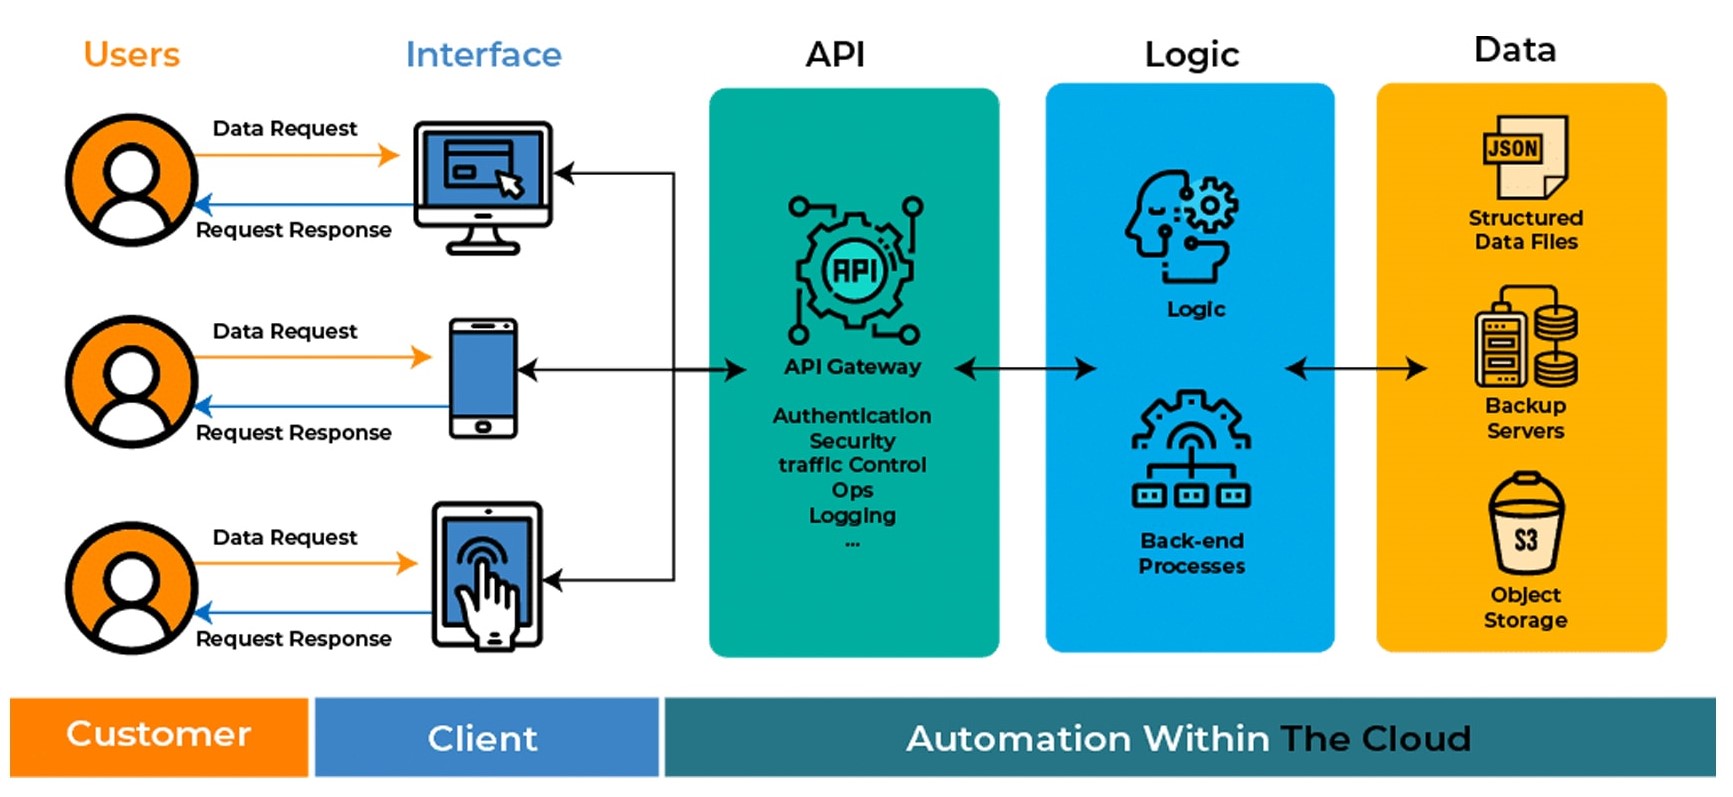 Users
Interface
API
Logic
Data
Data Request
Request Response
Data Request
Request Response
Data Request
Request Response
API
API Gateway
Authentication
Security
traffic Control
Ops
Logging
...
Logic
Back-end
Processes
JSON
Structured
Data Files
Backup
Servers
S3
Object
Storage
Customer
Client
Automation Within The Cloud